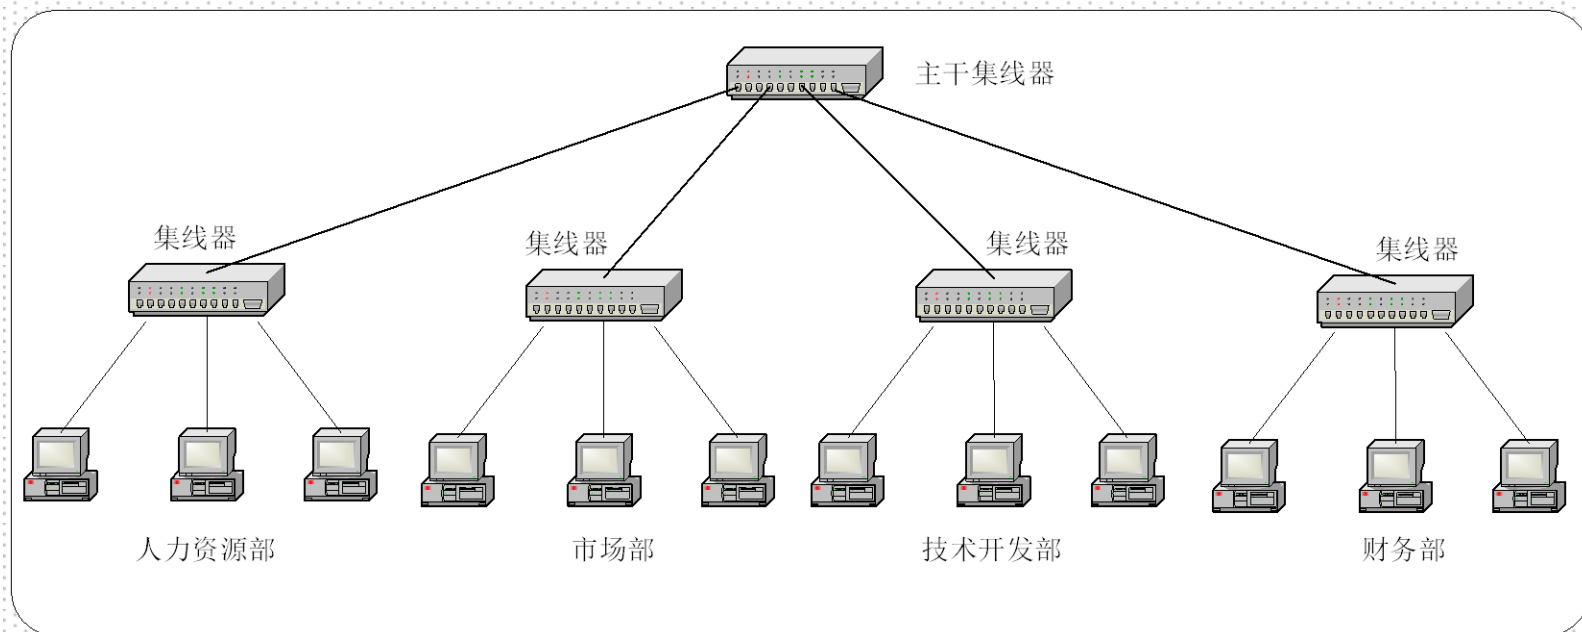 主干集线器
集线器
集线器
集线器
集线器
人力资源部
市场部
技术开发部
财务部